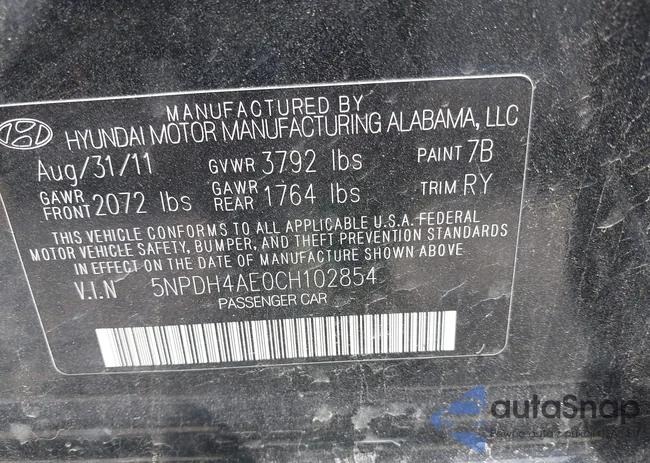 MANUFACTURED BY
HYUNDAI MOTOR MANUFACTURING ALABAMA, LLC
Aug/31/11 GVWR 3792 lbs PAINT 7B
GAWR FRONT 2072 lbs GAWR REAR 1764 lbs TRIM RY
THIS VEHICLE CONFORMS TO ALL APPLICABLE U.S.A. FEDERAL
MOTOR VEHICLE SAFETY, BUMPER, AND THEFT PREVENTION STANDARDS
IN EFFECT ON THE DATE OF MANUFACTURE SHOWN ABOVE
V.I.N 5NPDH4AE0CH102854
PASSENGER CAR
autoSnap